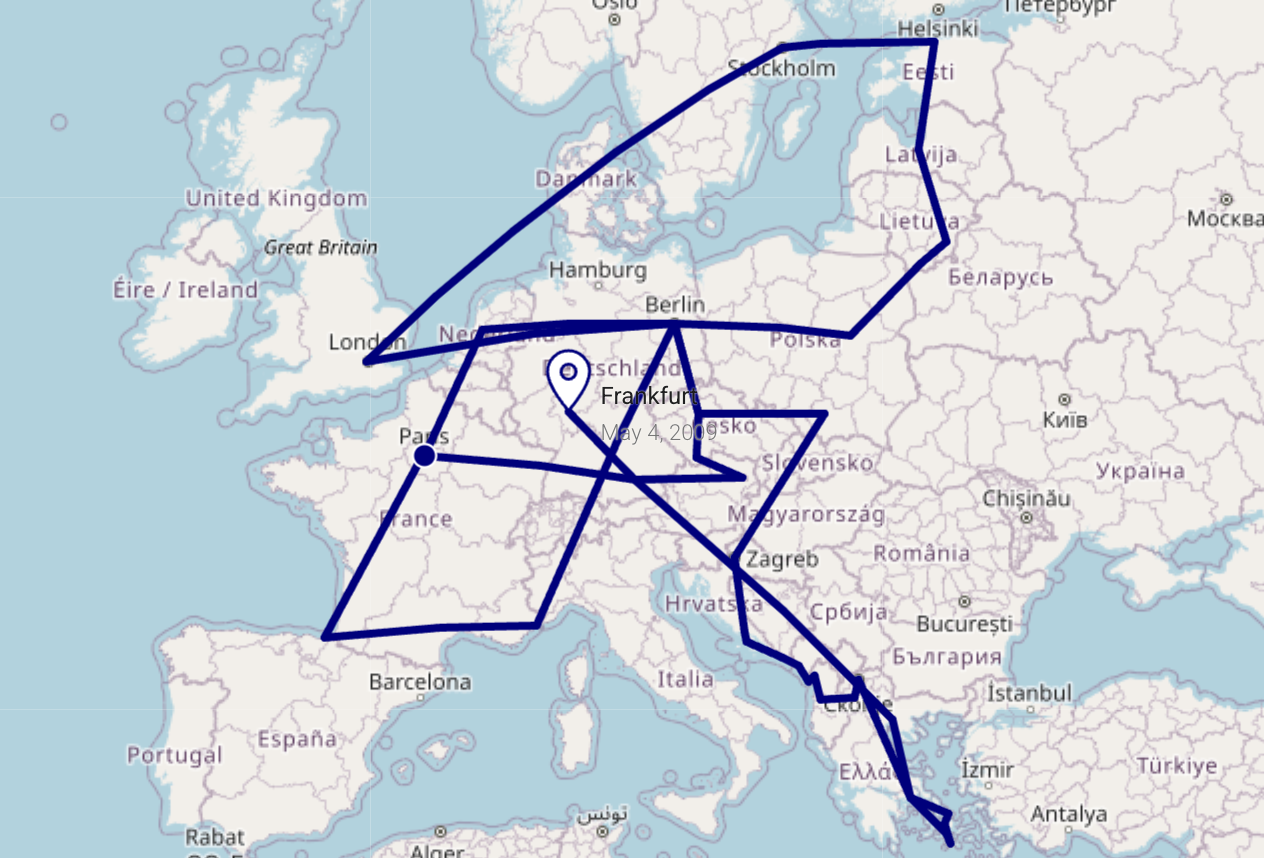 Oslo
Helsinki
Stockholm
Eesti
Latvija
Danmark
United Kingdom
Москва
Great Britain
Lietuva
Hamburg
Беларусь
Éire / Ireland
Berlin
London
Nederland
Polska
Deutschland
Frankfurt
May 4, 2009
Київ
Česko
Paris
Slovensko
Україна
Chișinău
France
Magyarország
Zagreb
România
Hrvatska
Србија
București
България
Italia
Barcelona
İstanbul
Скопје
España
Portugal
Ελλάς
İzmir
Türkiye
Antalya
تونس
Rabat
Alger